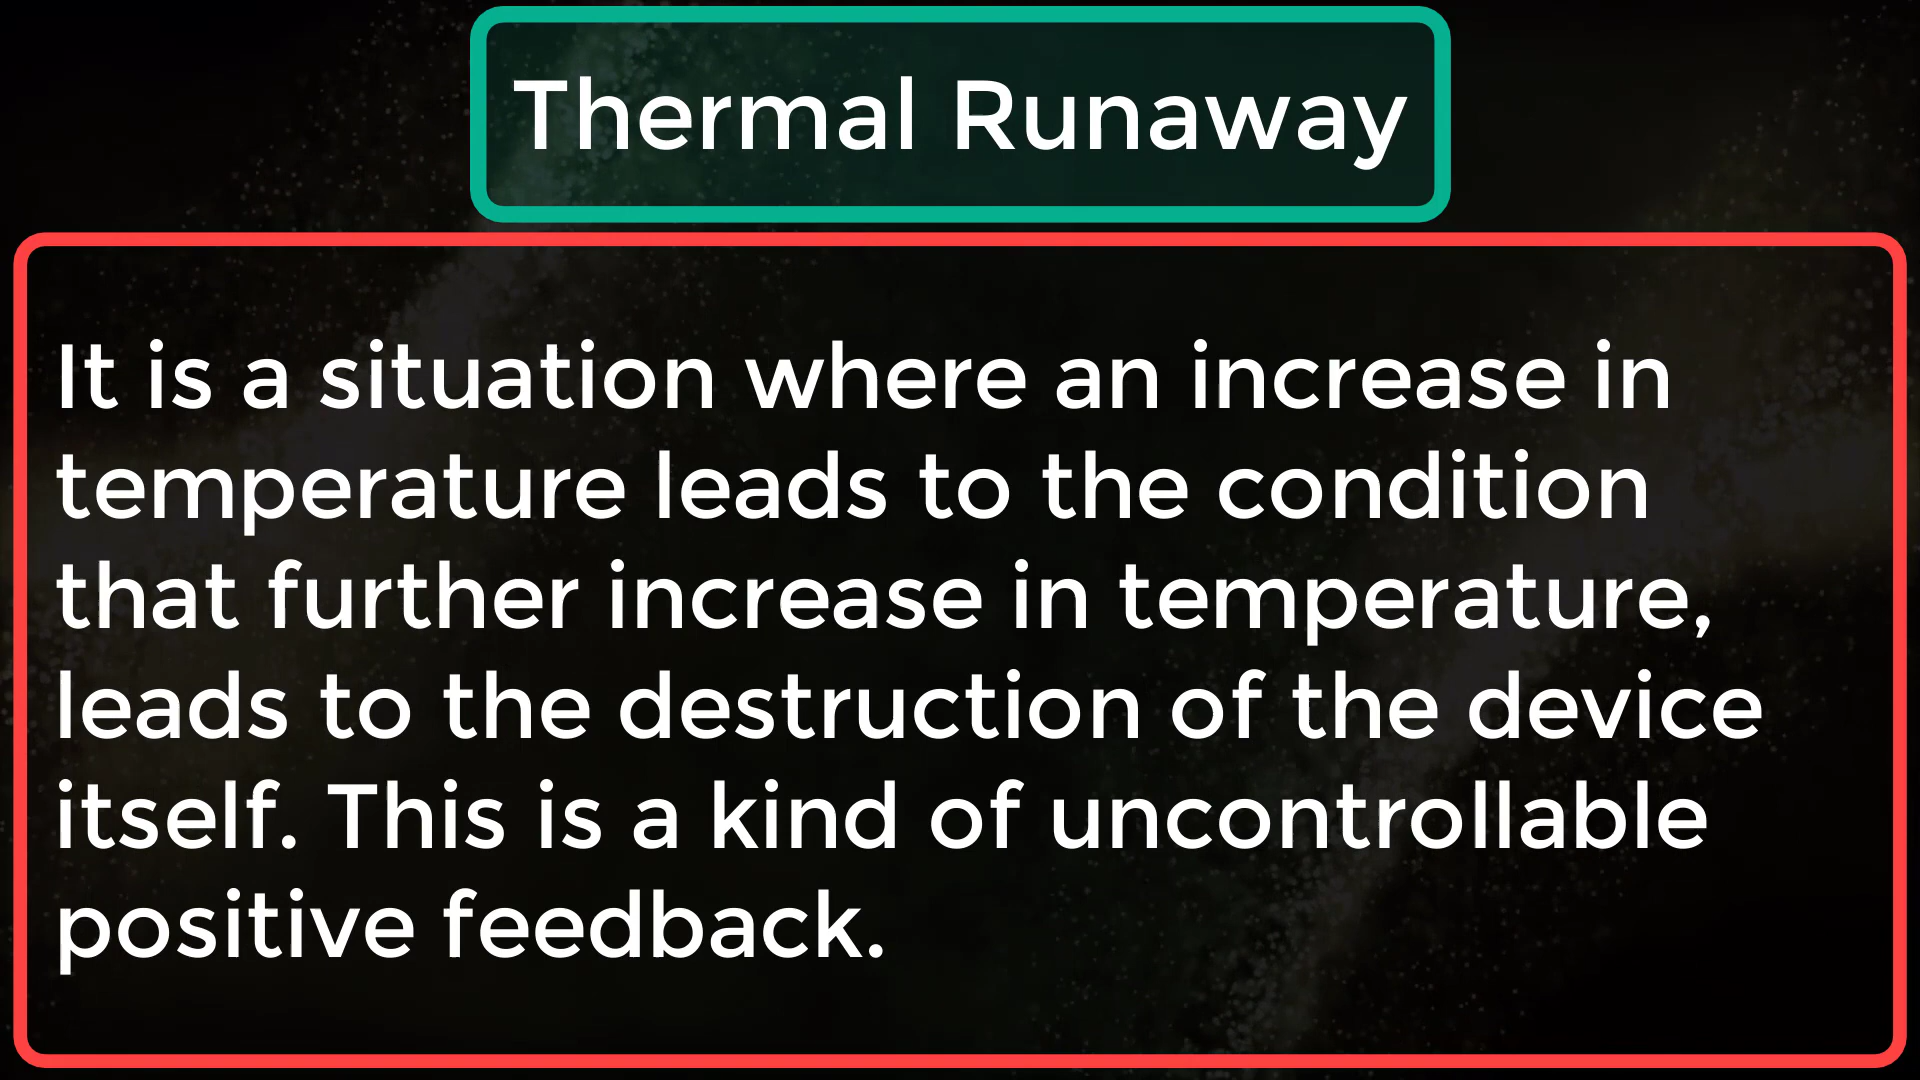 Thermal Runaway
It is a situation where an increase in
temperature leads to the condition
that further increase in temperature,
leads to the destruction of the device
itself. This is a kind of uncontrollable
positive feedback.